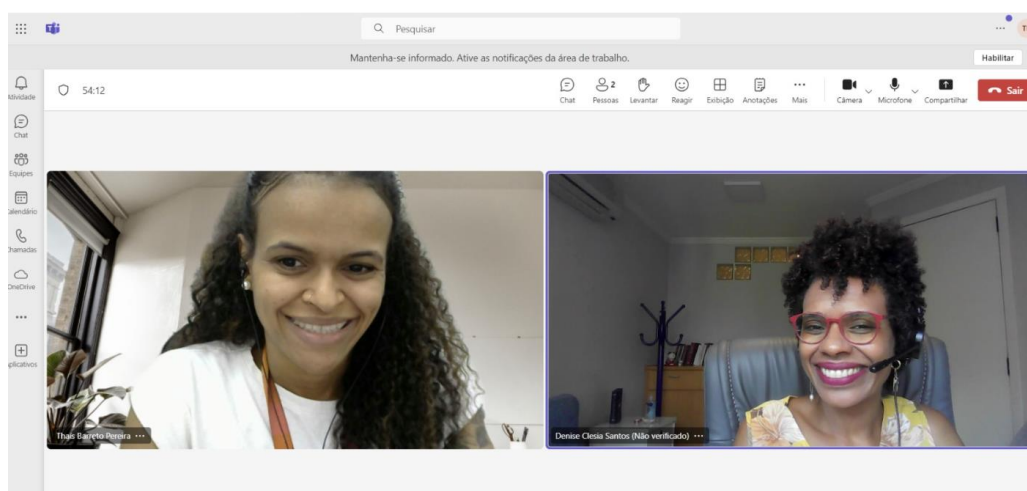 Pesquisar
Mantenha-se informado. Ative as notificações da área de trabalho.
Habilitar
54:12
Chat
2
Pessoas
Levantar
Reagir
Exibição
Anotações
Mais
Câmera
Microfone
Compartilhar
Sair
Atividade
Chat
Equipes
Calendário
Chamadas
OneDrive
Aplicativos
Thais Barreto Pereira
Denise Clesia Santos (Não verificado)